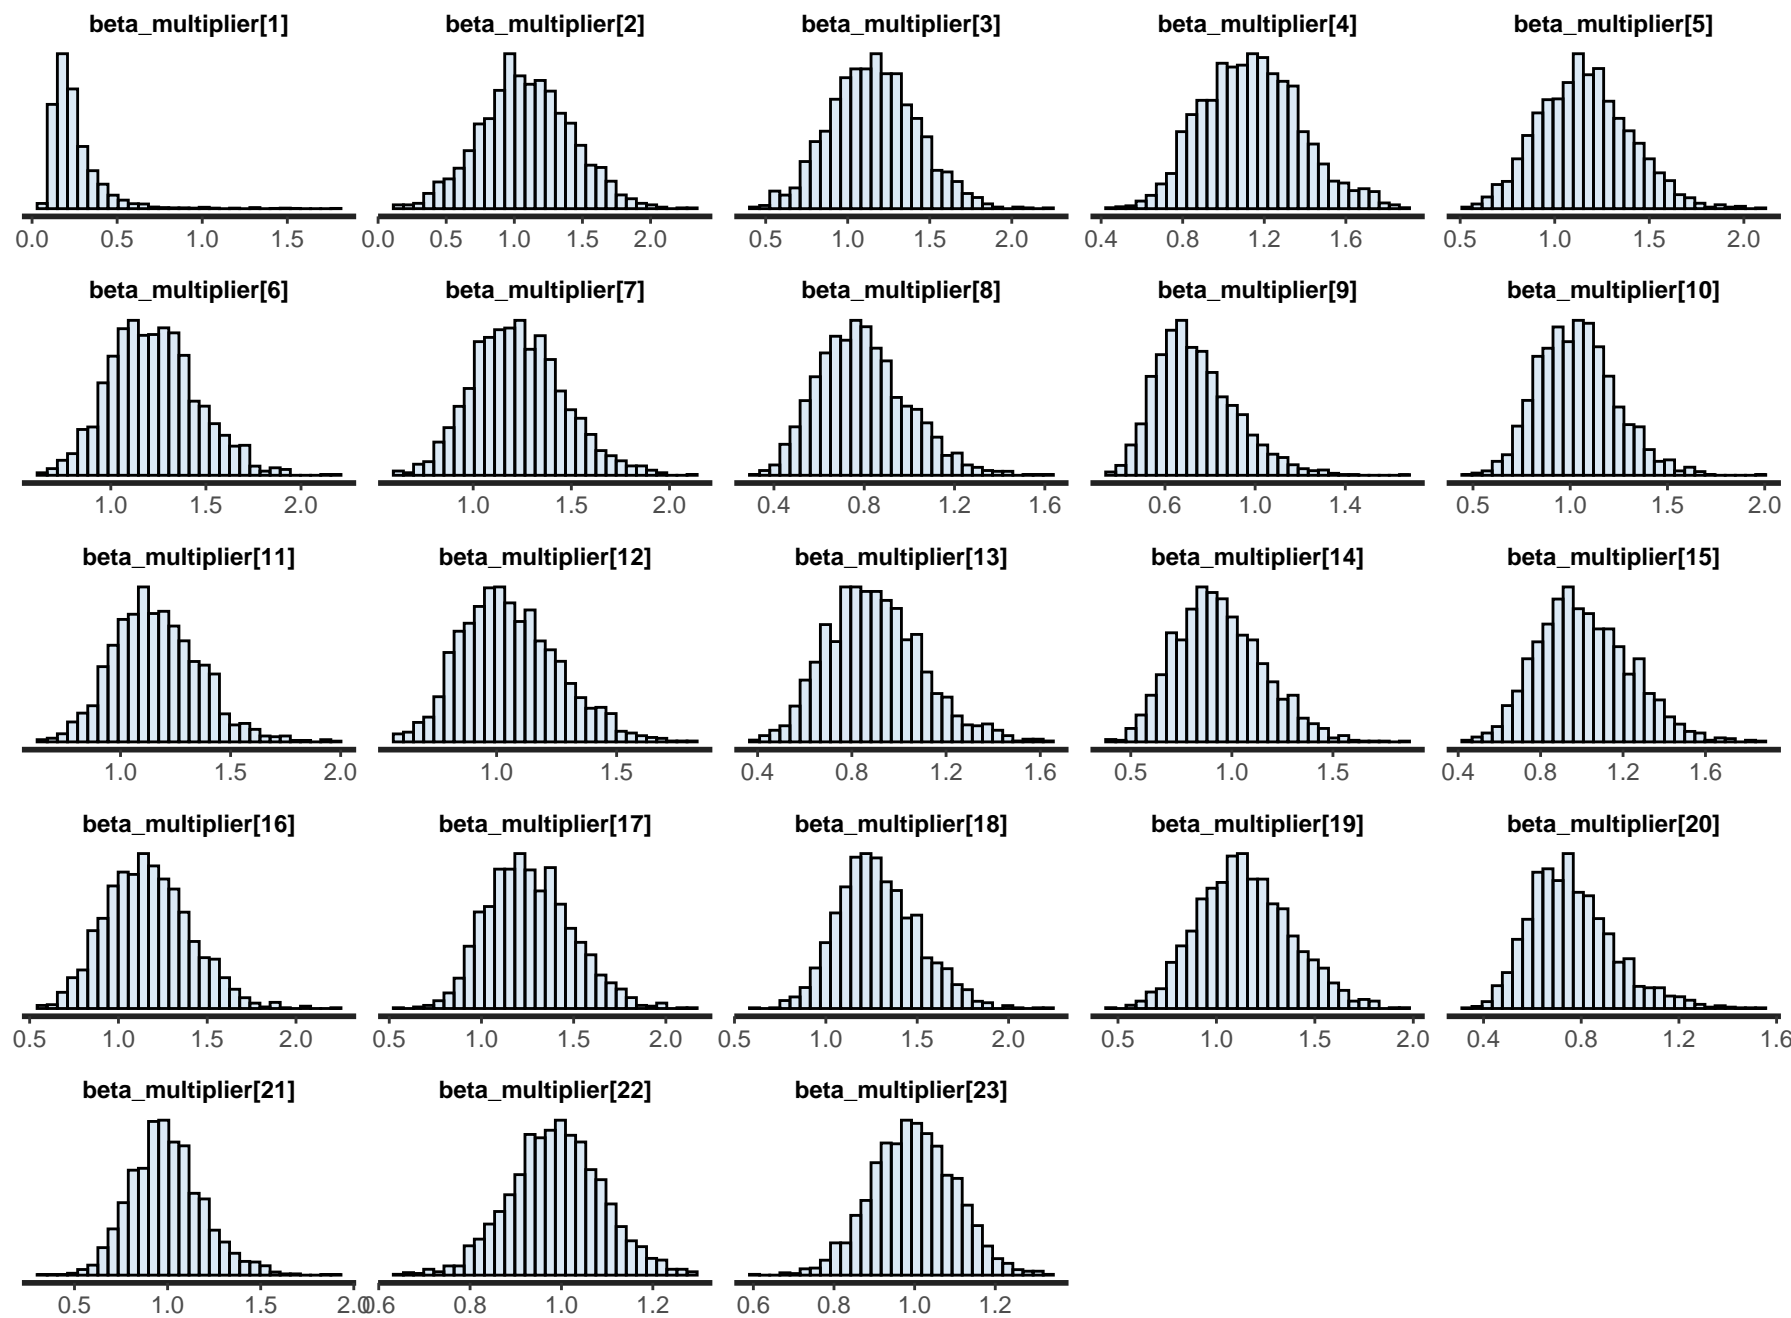 beta_multiplier[1] beta_multiplier[2] beta_multiplier[3] beta_multiplier[4] beta_multiplier[5]
0.0 0.5 1.0 1.5 0.0 0.5 1.0 1.5 2.0 0.5 1.0 1.5 2.0 0.4 0.8 1.2 1.6 0.5 1.0 1.5 2.0
beta_multiplier[6] beta_multiplier[7] beta_multiplier[8] beta_multiplier[9] beta_multiplier[10]
1.0 1.5 2.0 1.0 1.5 2.0 0.4 0.8 1.2 1.6 0.6 1.0 1.4 0.5 1.0 1.5 2.0
beta_multiplier[11] beta_multiplier[12] beta_multiplier[13] beta_multiplier[14] beta_multiplier[15]
1.0 1.5 2.0 1.0 1.5 0.4 0.8 1.2 1.6 0.5 1.0 1.5 0.4 0.8 1.2 1.6
beta_multiplier[16] beta_multiplier[17] beta_multiplier[18] beta_multiplier[19] beta_multiplier[20]
0.5 1.0 1.5 2.0 0.5 1.0 1.5 2.0 0.5 1.0 1.5 2.0 0.5 1.0 1.5 2.0 0.4 0.8 1.2 1.6
beta_multiplier[21] beta_multiplier[22] beta_multiplier[23]
0.5 1.0 1.5 2.0 0.6 0.8 1.0 1.2 0.6 0.8 1.0 1.2